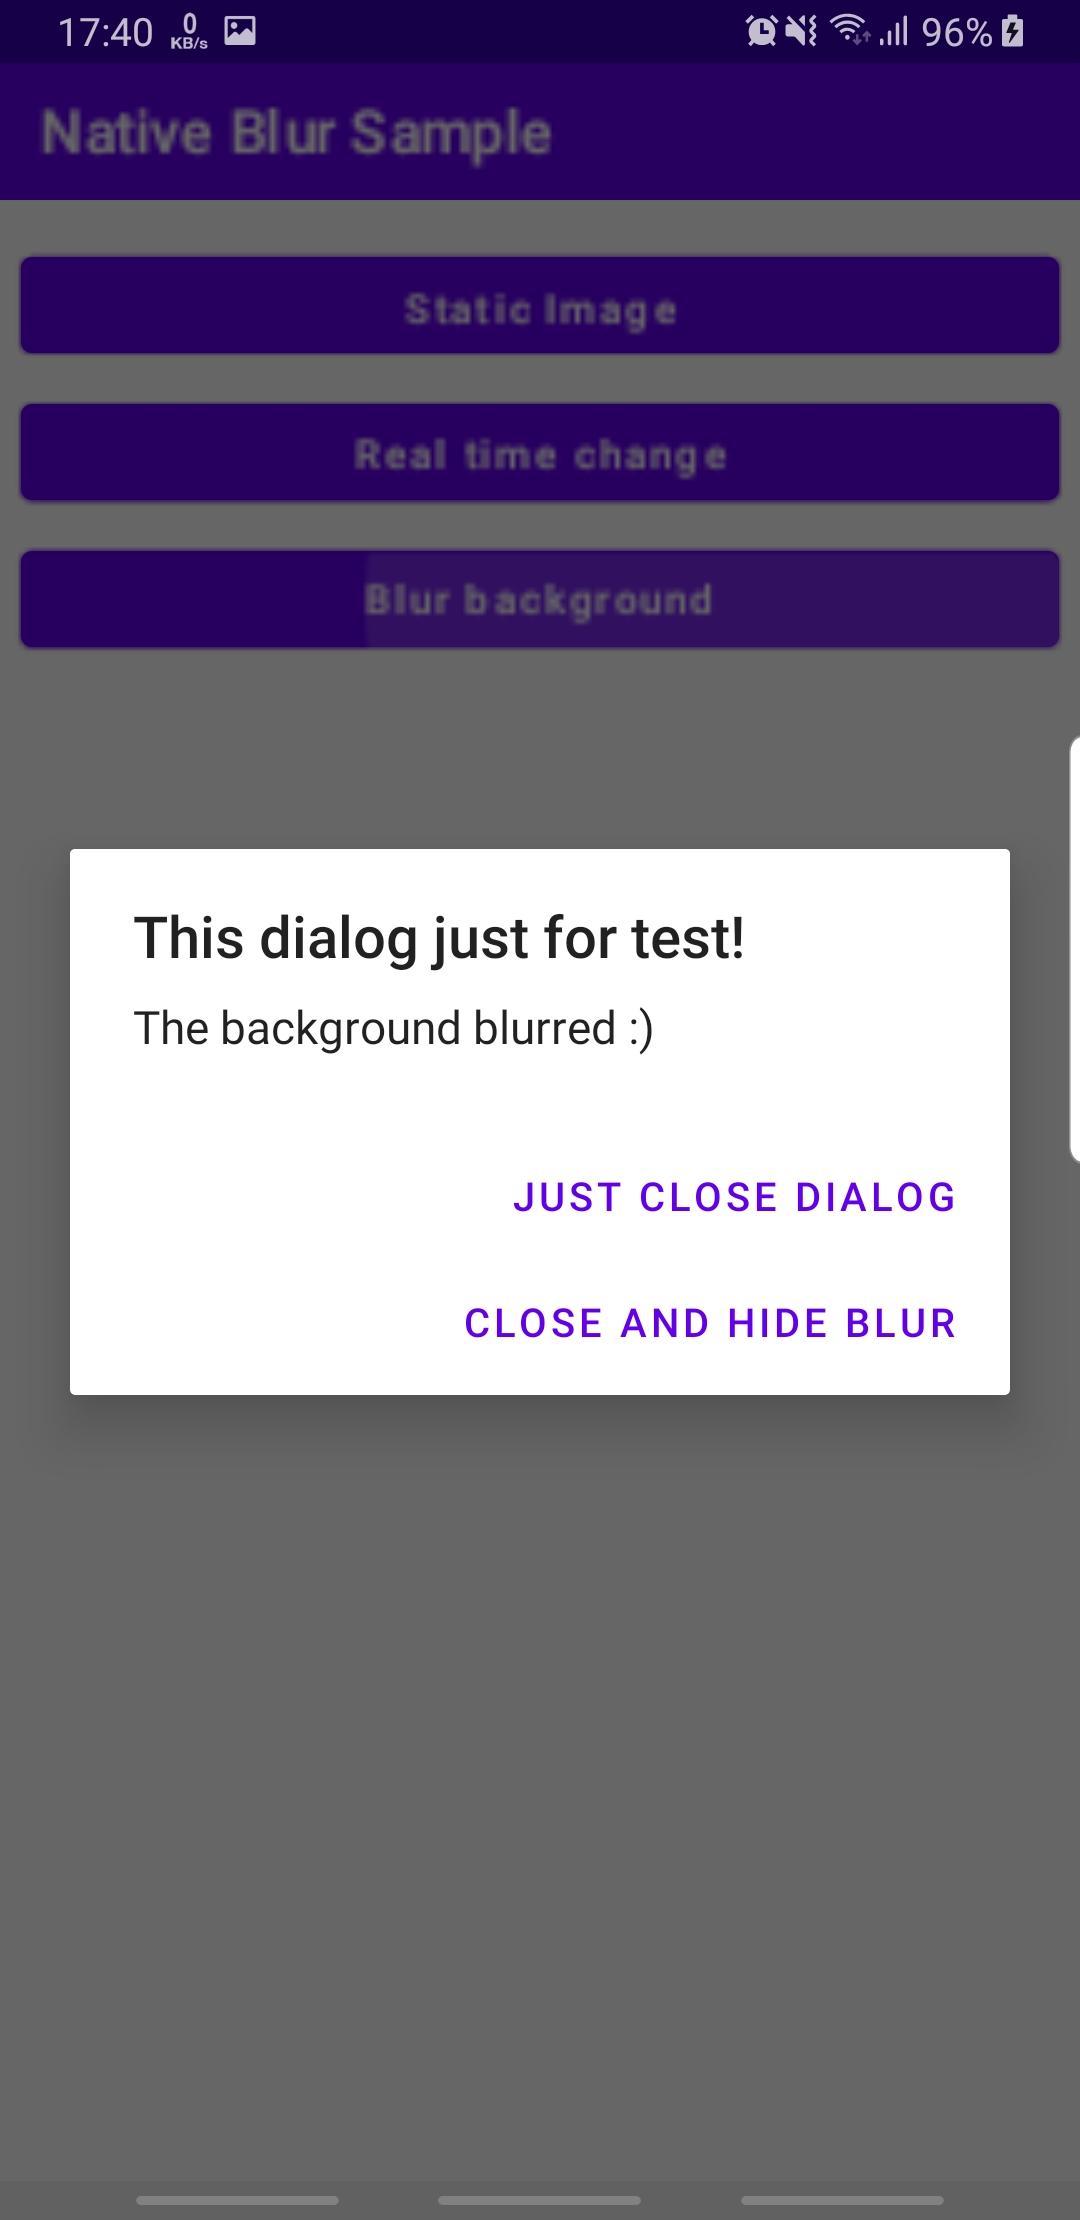 17:40 0 KB/s 96%
Native Blur Sample
Static Image
Real time change
Blur background
This dialog just for test!
The background blurred :)
JUST CLOSE DIALOG
CLOSE AND HIDE BLUR